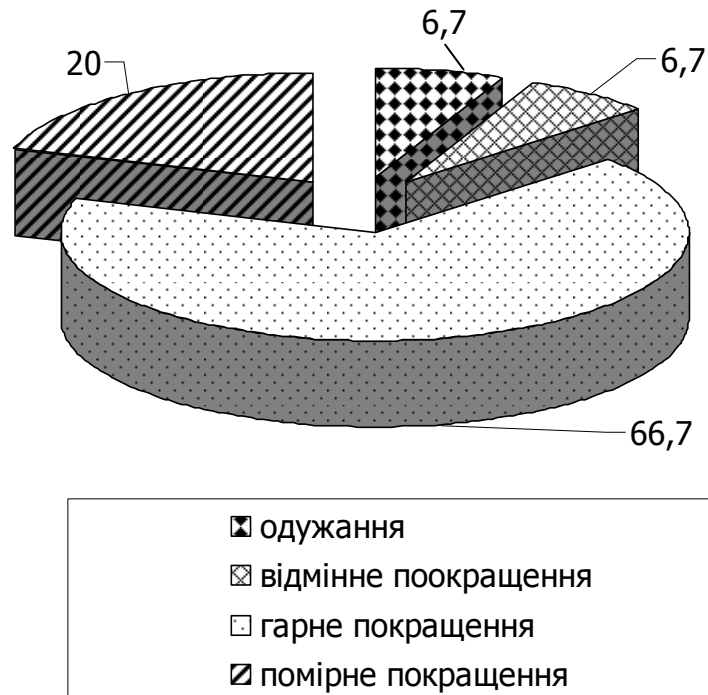 6,7
20
6,7
66,7
одужання
відмінне поокращення
гарне покращення
помірне покращення